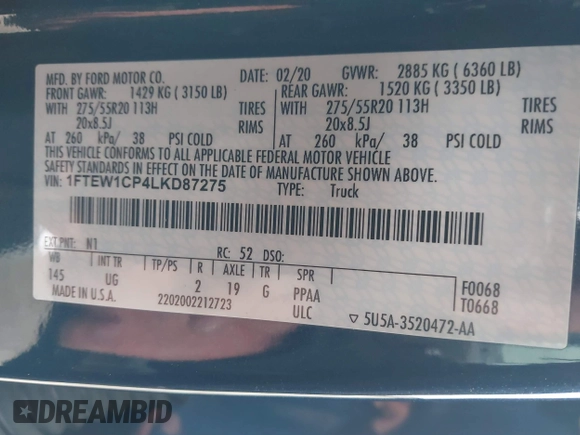 MFD. BY FORD MOTOR CO. DATE: 02/20 GVWR: 2885 KG ( 6360 LB)
FRONT GAWR: 1429 KG ( 3150 LB) REAR GAWR: 1520 KG ( 3350 LB)
WITH 275/55R20 113H TIRES WITH 275/55R20 113H TIRES
20x8.5J RIMS 20x8.5J RIMS
AT 260 kPa/ 38 PSI COLD AT 260 kPa/ 38 PSI COLD
THIS VEHICLE CONFORMS TO ALL APPLICABLE FEDERAL MOTOR VEHICLE
SAFETY STANDARDS IN EFFECT ON THE DATE OF MANUFACTURE SHOWN ABOVE.
VIN: 1FTEW1CP4LKD87275 TYPE: Truck
EXT PNT: N1 RC: 52 DSO:
WB INT TR TP/PS R AXLE TR SPR F0068
145 UG 2 19 G PPAA T0668
MADE IN U.S.A. 2202002212723 ULC ▽ 5U5A-3520472-AA
DREAMBID